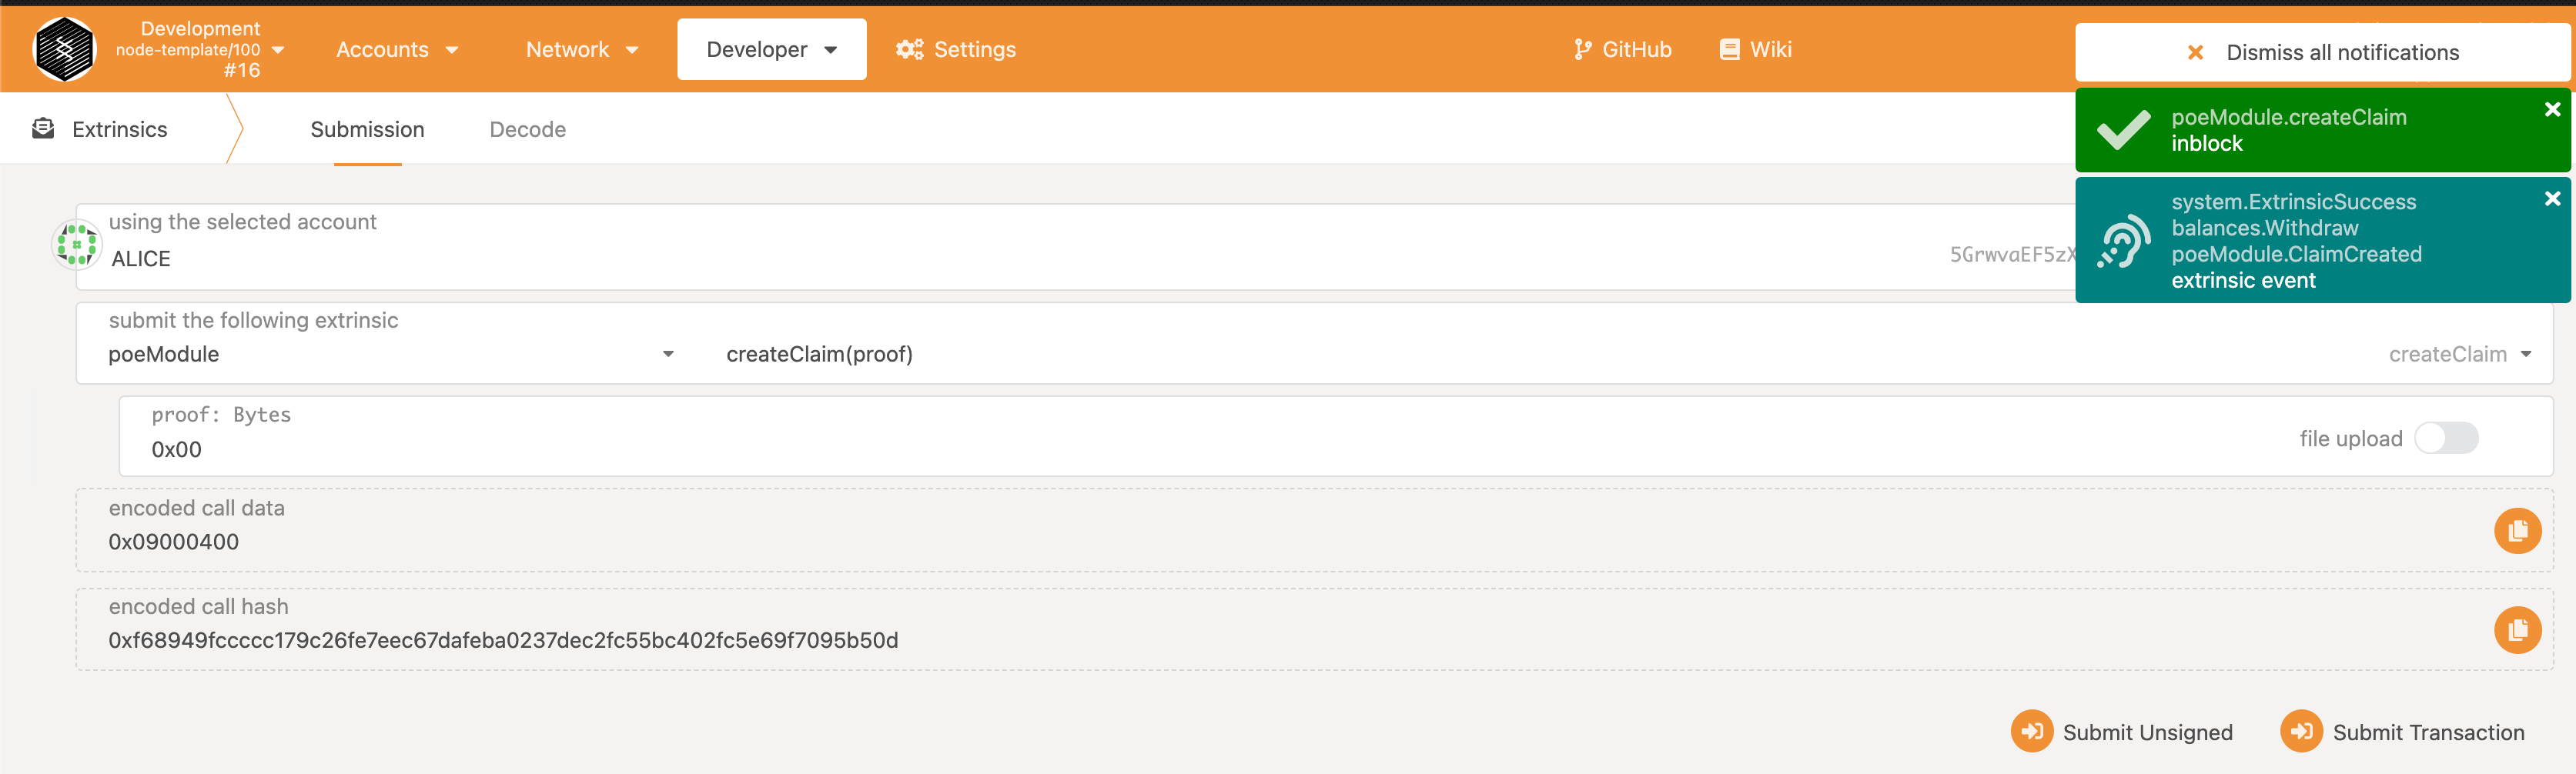 Development
node-template/100
#16
Accounts
Network
Developer
Settings
GitHub
Wiki
Dismiss all notifications
poeModule.createClaim
inblock
system.ExtrinsicSuccess
balances.Withdraw
poeModule.ClaimCreated
extrinsic event
Extrinsics
Submission
Decode
using the selected account
ALICE
5GrwvaEF5zX
submit the following extrinsic
poeModule
createClaim(proof)
createClaim
proof: Bytes
0x00
file upload
encoded call data
0x09000400
encoded call hash
0xf68949fccccc179c26fe7eec67dafeba0237dec2fc55bc402fc5e69f7095b50d
Submit Unsigned
Submit Transaction